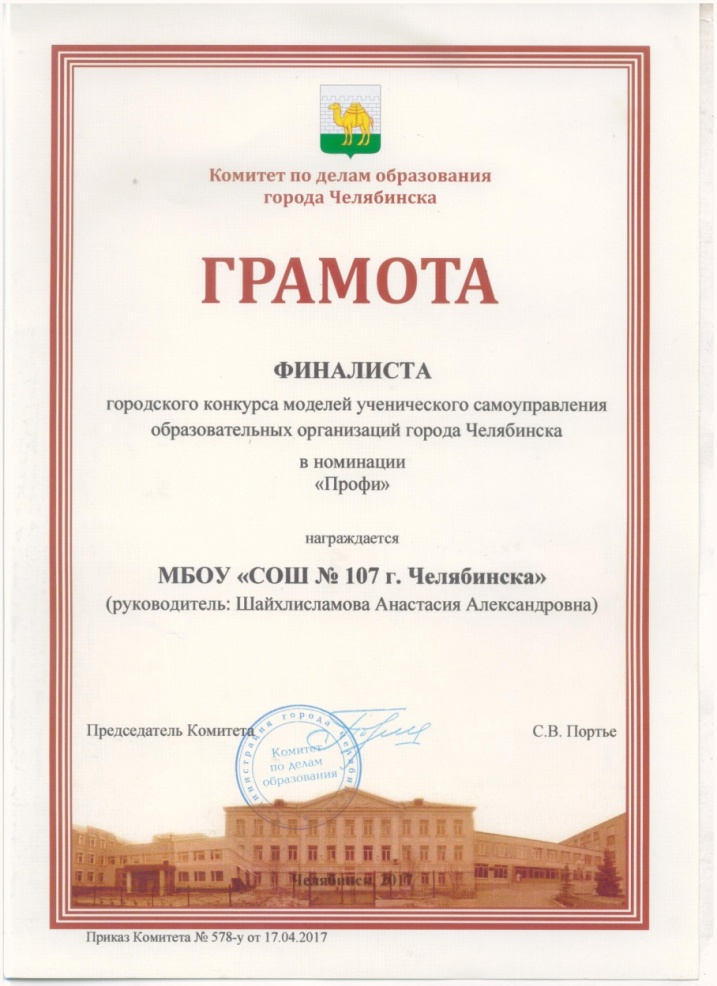 Комитет по делам образования
города Челябинска
ГРАМОТА
ФИНАЛИСТА
городского конкурса моделей ученического самоуправления
образовательных организаций города Челябинска
в номинации
«Профи»
награждается
МБОУ «СОШ № 107 г. Челябинска»
(руководитель: Шайхлисламова Анастасия Александровна)
Председатель Комитета
С.В. Портье
города
Комитет
по делам
образования
Челябинск, 2017
Приказ Комитета № 578-у от 17.04.2017